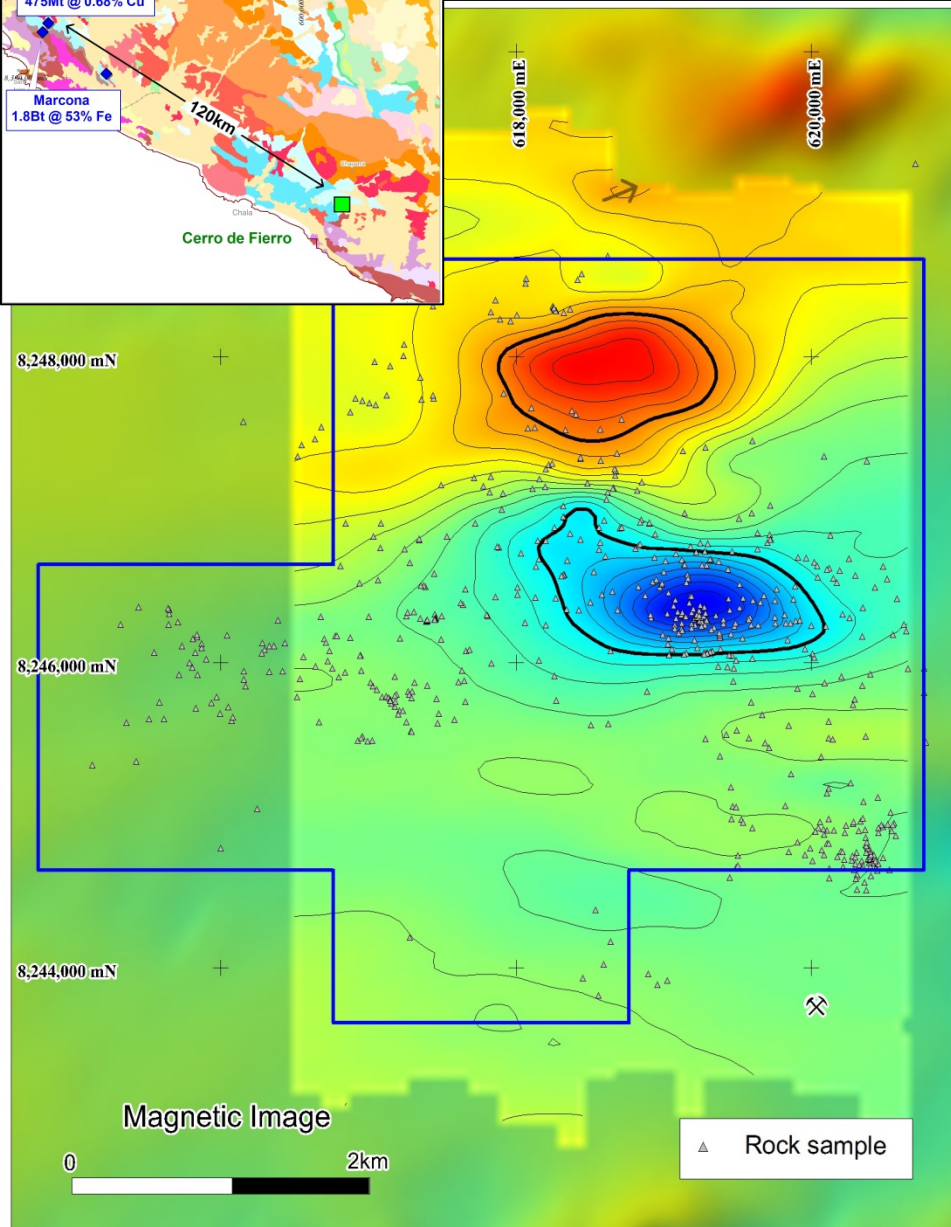 475Mt @ 0.68% Cu
Marcona
1.8Bt @ 53% Fe
120km
Chaparra
Chala
Cerro de Fierro
618,000 mE
620,000 mE
8,248,000 mN
8,246,000 mN
8,244,000 mN
Magnetic Image
0
2km
Rock sample